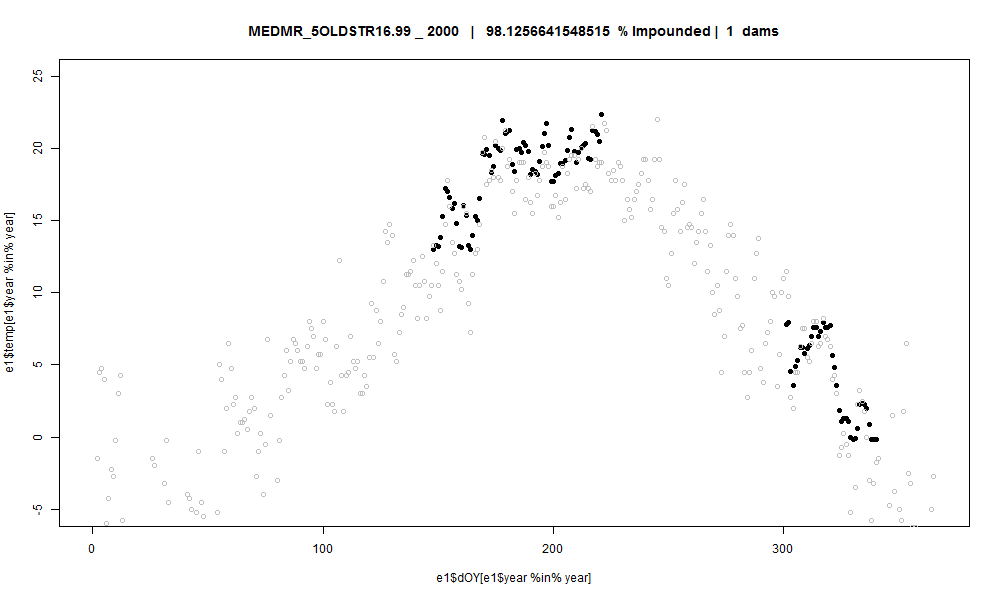 MEDMR_5OLDSTR16.99 _ 2000 | 98.1256641548515 % Impounded | 1 dams
25
20
15
10
5
0
-5
e1$temp[e1$year %in% year]
0 100 200 300
e1$dOY[e1$year %in% year]